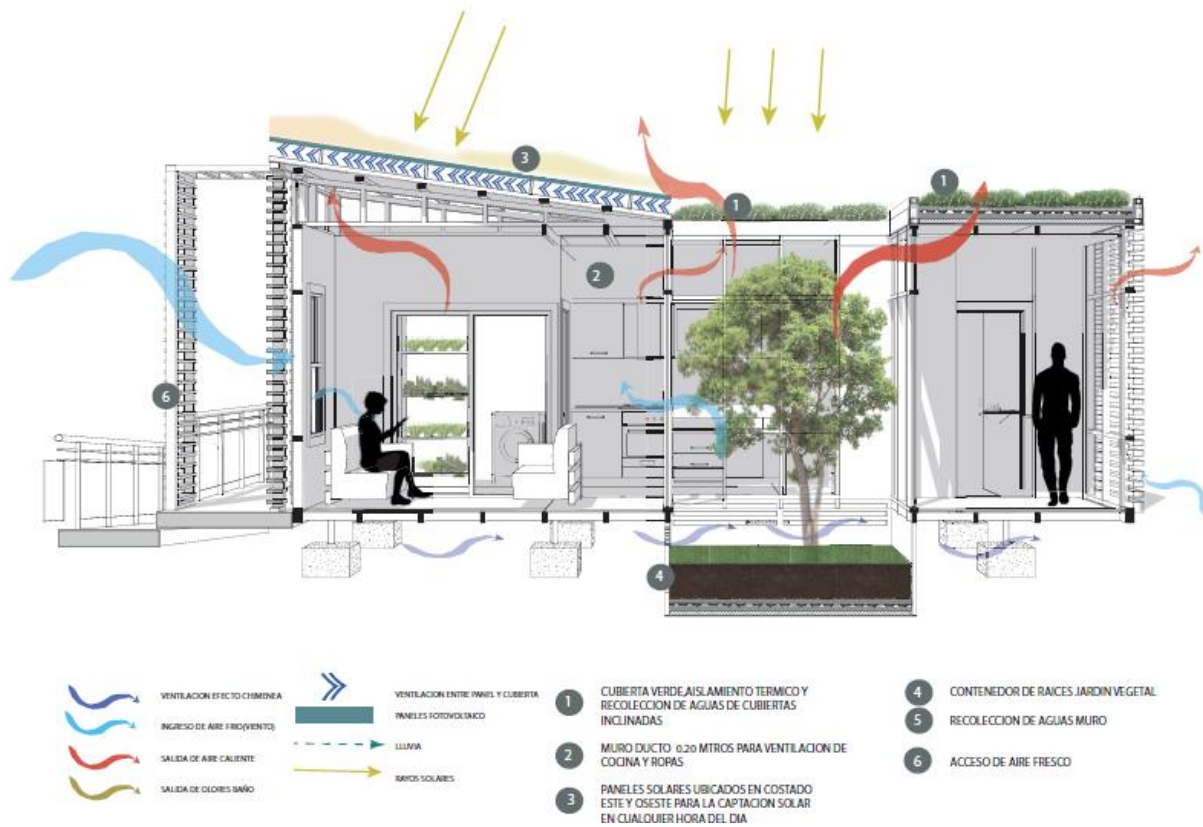 3
1
1
2
6
4
VENTILACION EFECTO CHIMENEA
INGRESO DE AIRE FRIO(VIENTO)
SALIDA DE AIRE CALIENTE
SALIDA DE OLORES BAÑO
VENTILACION ENTRE PANEL Y CUBIERTA
PANELES FOTOVOLTAICO
LLUVIA
RAYOS SOLARES
1
CUBIERTA VERDE,AISLAMIENTO TERMICO Y
RECOLECCION DE AGUAS DE CUBIERTAS
INCLINADAS
2
MURO DUCTO 0.20 MTROS PARA VENTILACION DE
COCINA Y ROPAS
3
PANELES SOLARES UBICADOS EN COSTADO
ESTE Y OSESTE PARA LA CAPTACION SOLAR
EN CUALQUIER HORA DEL DIA
4
CONTENEDOR DE RAICES JARDIN VEGETAL
5
RECOLECCION DE AGUAS MURO
6
ACCESO DE AIRE FRESCO